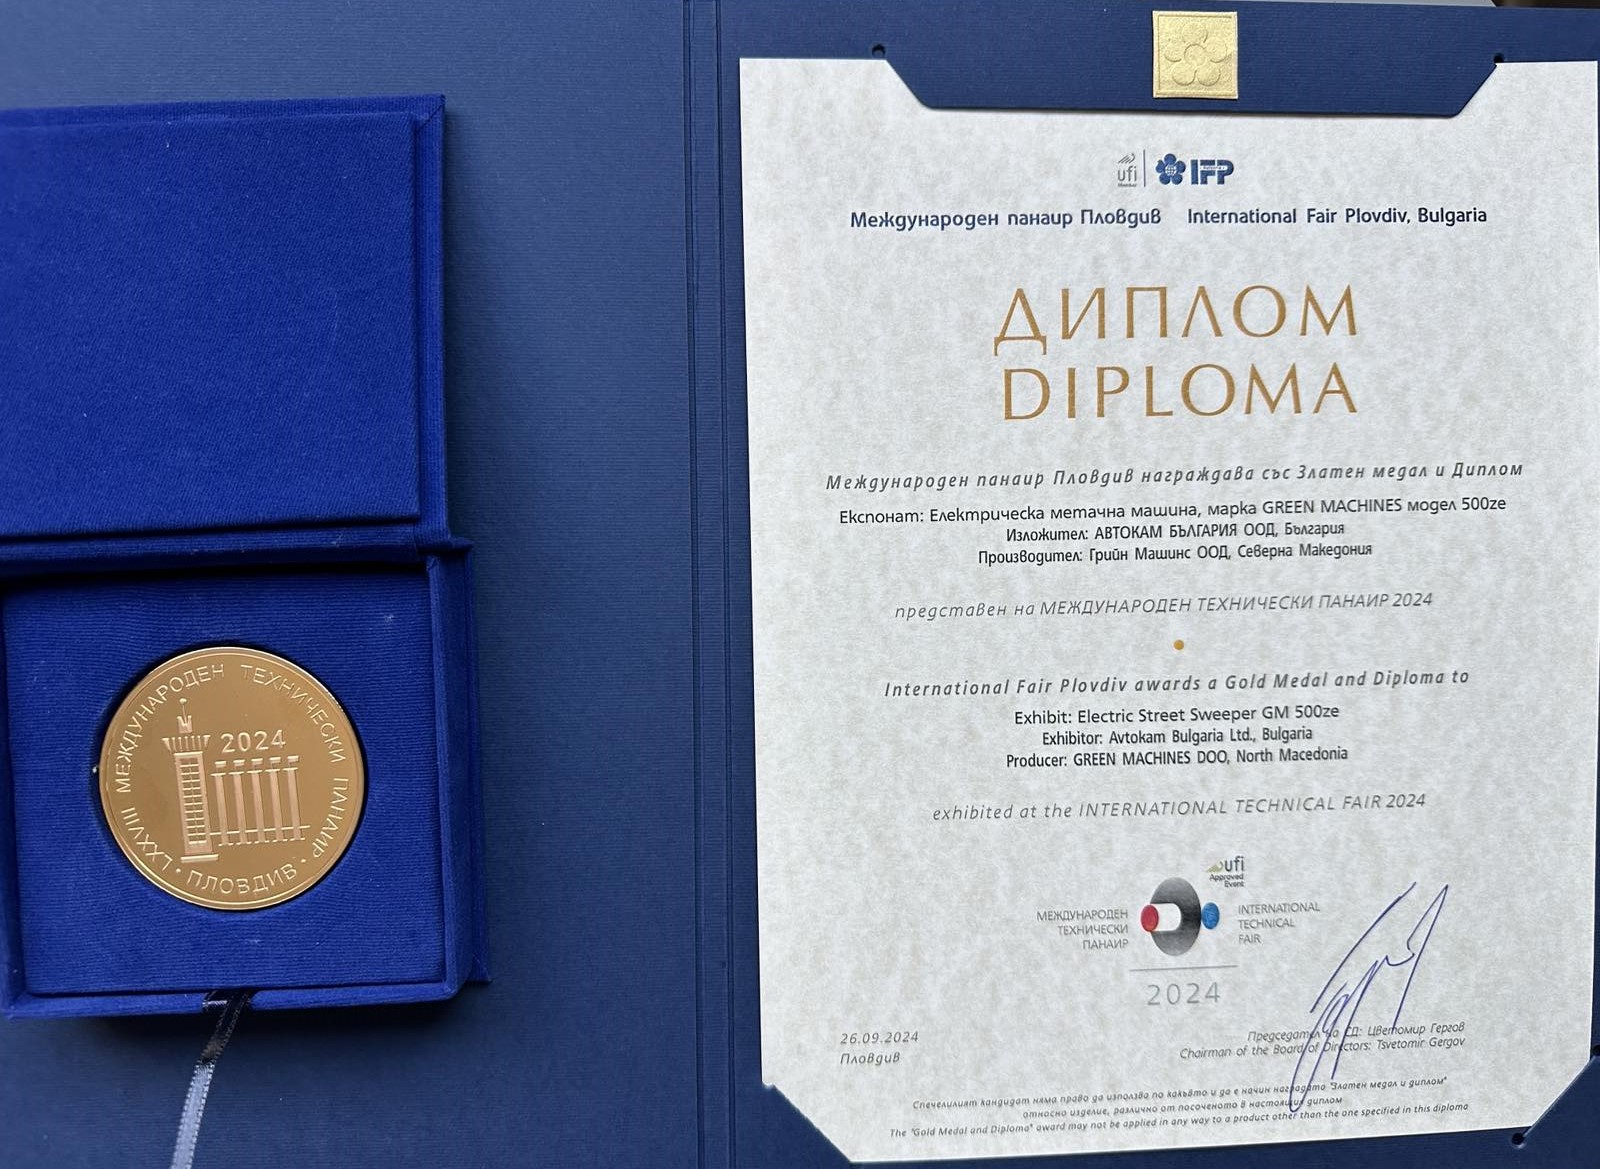 LXXVIII МЕЖДУНАРОДЕН ТЕХНИЧЕСКИ ПАНАИР
2024
• ПЛОВДИВ •
ufi
IFP
Международен панаир Пловдив International Fair Plovdiv, Bulgaria
ДИПЛОМ
DIPLOMA
Международен панаир Пловдив награждава със Златен медал и Диплом
Експонат: Електрическа метачна машина, марка GREEN MACHINES модел 500ze
Изложител: АВТОКАМ БЪЛГАРИЯ ООД, България
Производител: Грийн Машинс ООД, Северна Македония
представен на МЕЖДУНАРОДЕН ТЕХНИЧЕСКИ ПАНАИР 2024
International Fair Plovdiv awards a Gold Medal and Diploma to
Exhibit: Electric Street Sweeper GM 500ze
Exhibitor: Avtokam Bulgaria Ltd., Bulgaria
Producer: GREEN MACHINES DOO, North Macedonia
exhibited at the INTERNATIONAL TECHNICAL FAIR 2024
ufi
Approved
Event
МЕЖДУНАРОДЕН
ТЕХНИЧЕСКИ
ПАНАИР
INTERNATIONAL
TECHNICAL
FAIR
2024
26.09.2024
Пловдив
Председател на СД: Цветомир Гергов
Chairman of the Board of Directors: Tsvetomir Gergov
Спечелилият кандидат няма право да използва по какъвто и да е начин наградата "Златен медал и диплом"
относно изделие, различно от посоченото в настоящия диплом
The "Gold Medal and Diploma" award may not be applied in any way to a product other than the one specified in this diploma